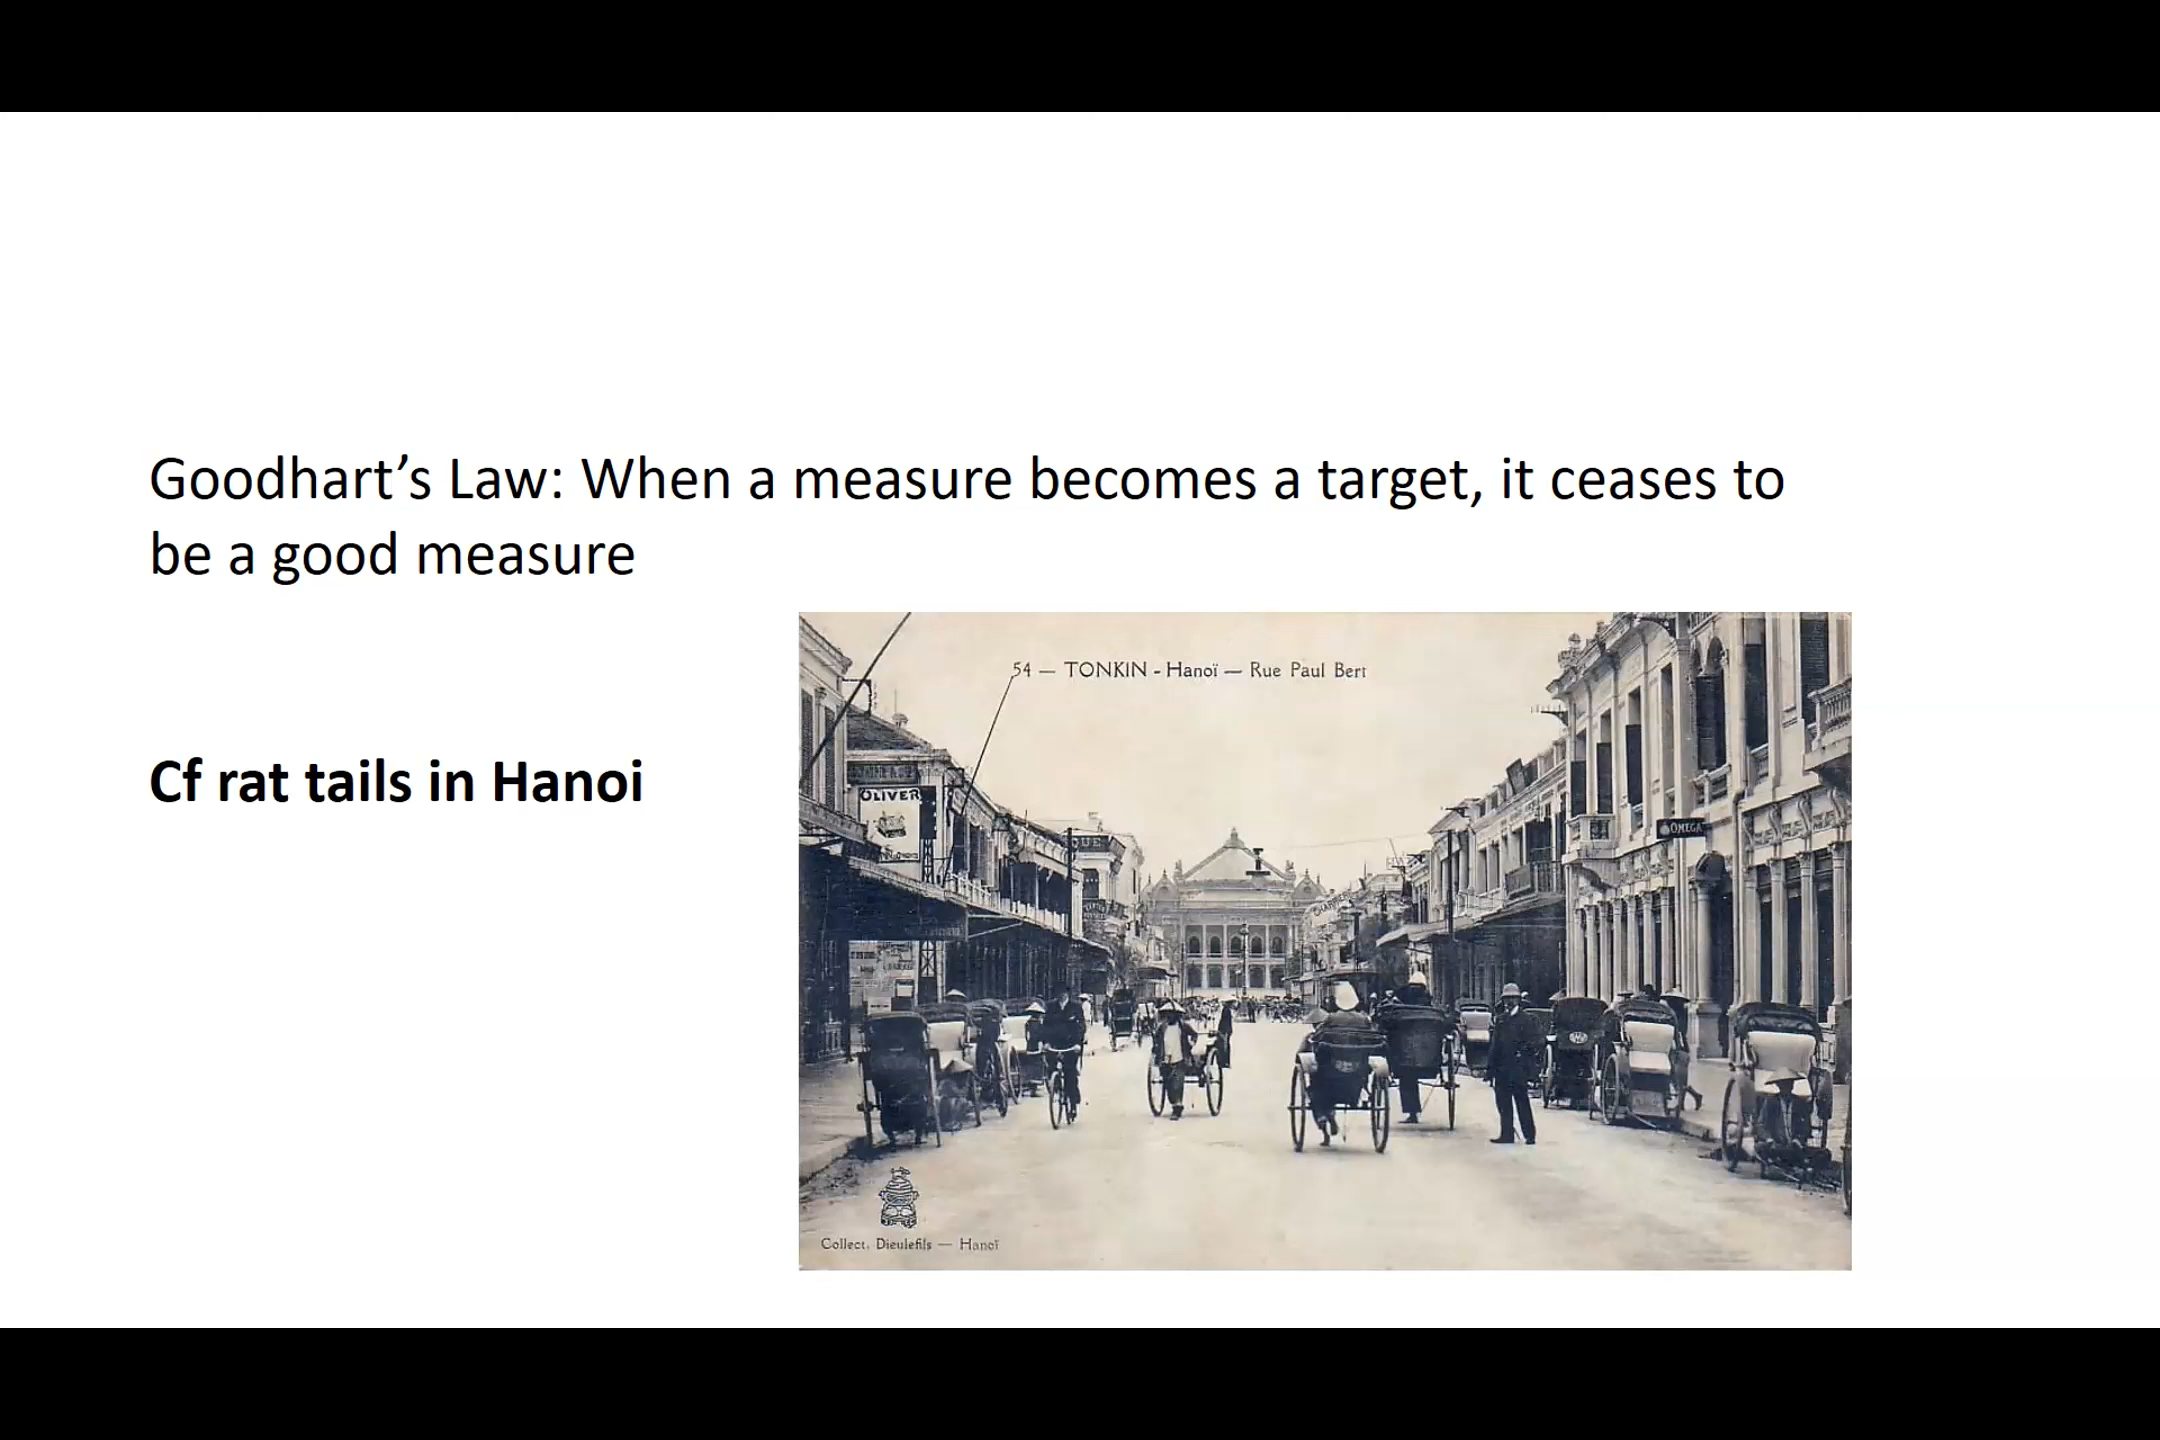 Goodhart’s Law: When a measure becomes a target, it ceases to
be a good measure
Cf rat tails in Hanoi
54 — TONKIN - Hanoï — Rue Paul Bert
OLIVER
OMEGA
Collect. Dieulefils — Hanoï